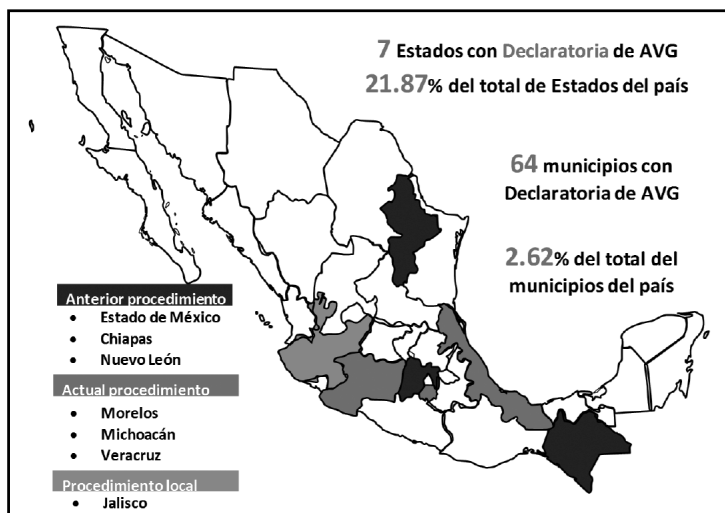 7 Estados con Declaratoria de AVG
21.87% del total de Estados del país
64 municipios con
Declaratoria de AVG
2.62% del total del
municipios del país
Anterior procedimiento
• Estado de México
• Chiapas
• Nuevo León
Actual procedimiento
• Morelos
• Michoacán
• Veracruz
Procedimiento local
• Jalisco